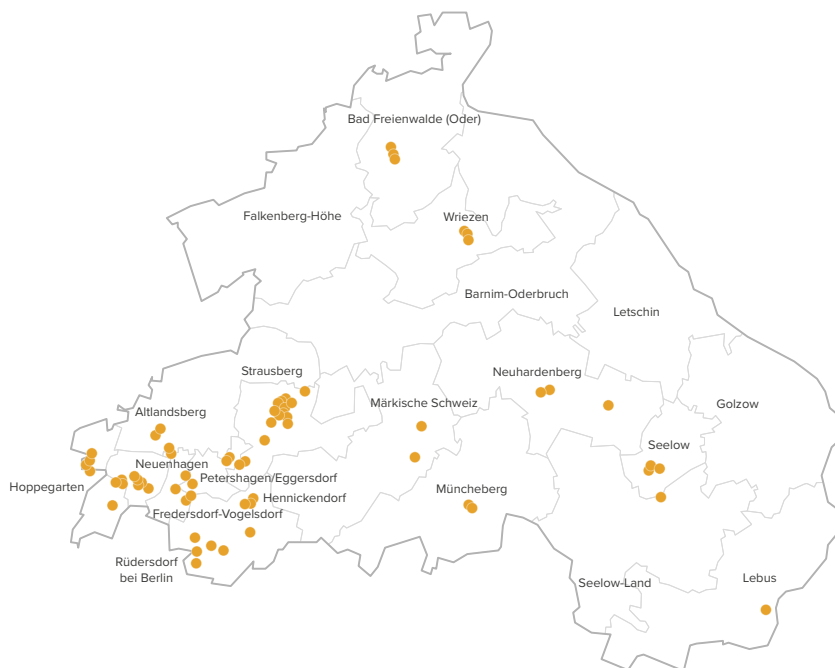 Bad Freienwalde (Oder)
Falkenberg-Höhe
Wriezen
Barnim-Oderbruch
Letschin
Strausberg
Neuhardenberg
Märkische Schweiz
Golzow
Altlandsberg
Seelow
Neuenhagen
Petershagen/Eggersdorf
Hoppegarten
Müncheberg
Hennickendorf
Fredersdorf-Vogelsdorf
Rüdersdorf
bei Berlin
Seelow-Land
Lebus